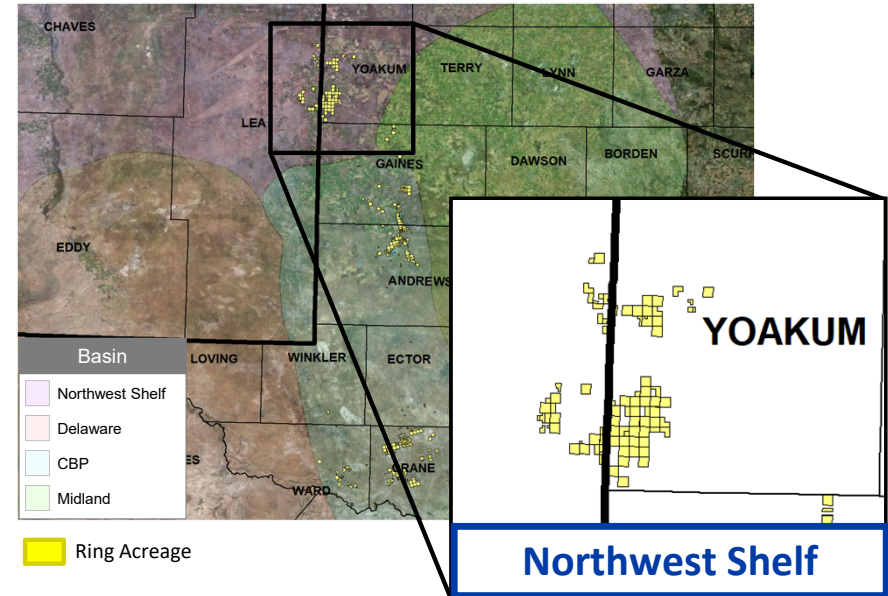 CHAVES
YOAKUM
TERRY
LYNN
GARZA
LEA
GAINES
DAWSON
BORDEN
SCURR
EDDY
ANDREWS
YOAKUM
Basin
LOVING
WINKLER
ECTOR
Northwest Shelf
Delaware
CBP
Midland
ES
CRANE
WARD
Ring Acreage
Northwest Shelf